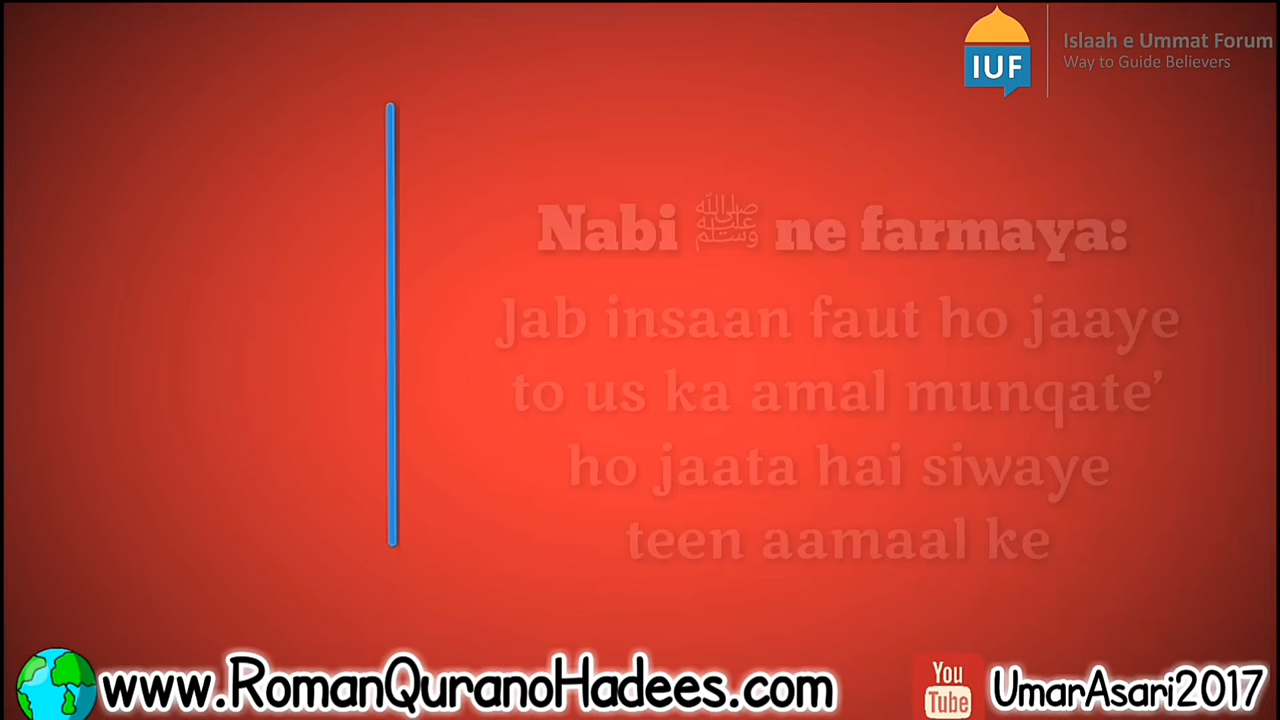 IUF
Islaah e Ummat Forum
Way to Guide Believers
Nabi ﷺ ne farmaya:
Jab insaan faut ho jaaye
to us ka amal munqate’
ho jaata hai siwaye
teen aamaal ke
www.RomanQuranoHadees.com
You
Tube
UmarAsari2017